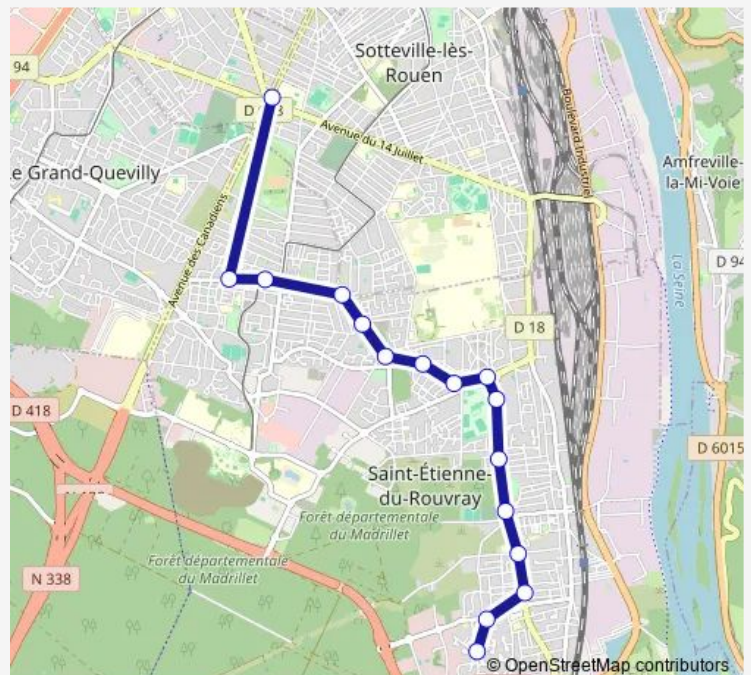 Sotteville-lès-
Rouen
94
Avenue du 14 Juillet
Boulevard Industriel
Amfreville-
la-Mi-Voie
e Grand-Quevilly
Avenue des Canadiens
La Seine
D 94
D 18
D 418
D 6015
Saint-Étienne-
du-Rouvray
Forêt départementale
du Madrillet
Forêt départementale
du Madrillet
N 338
© OpenStreetMap contributors